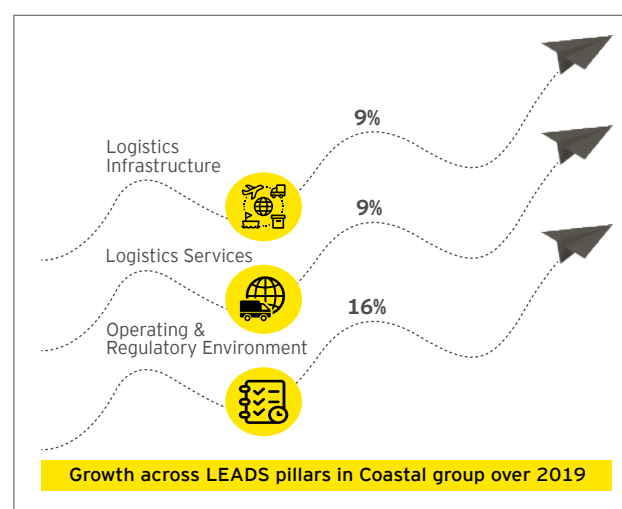 9%
Logistics
Infrastructure
9%
Logistics Services
16%
Operating &
Regulatory Environment
Growth across LEADS pillars in Coastal group over 2019